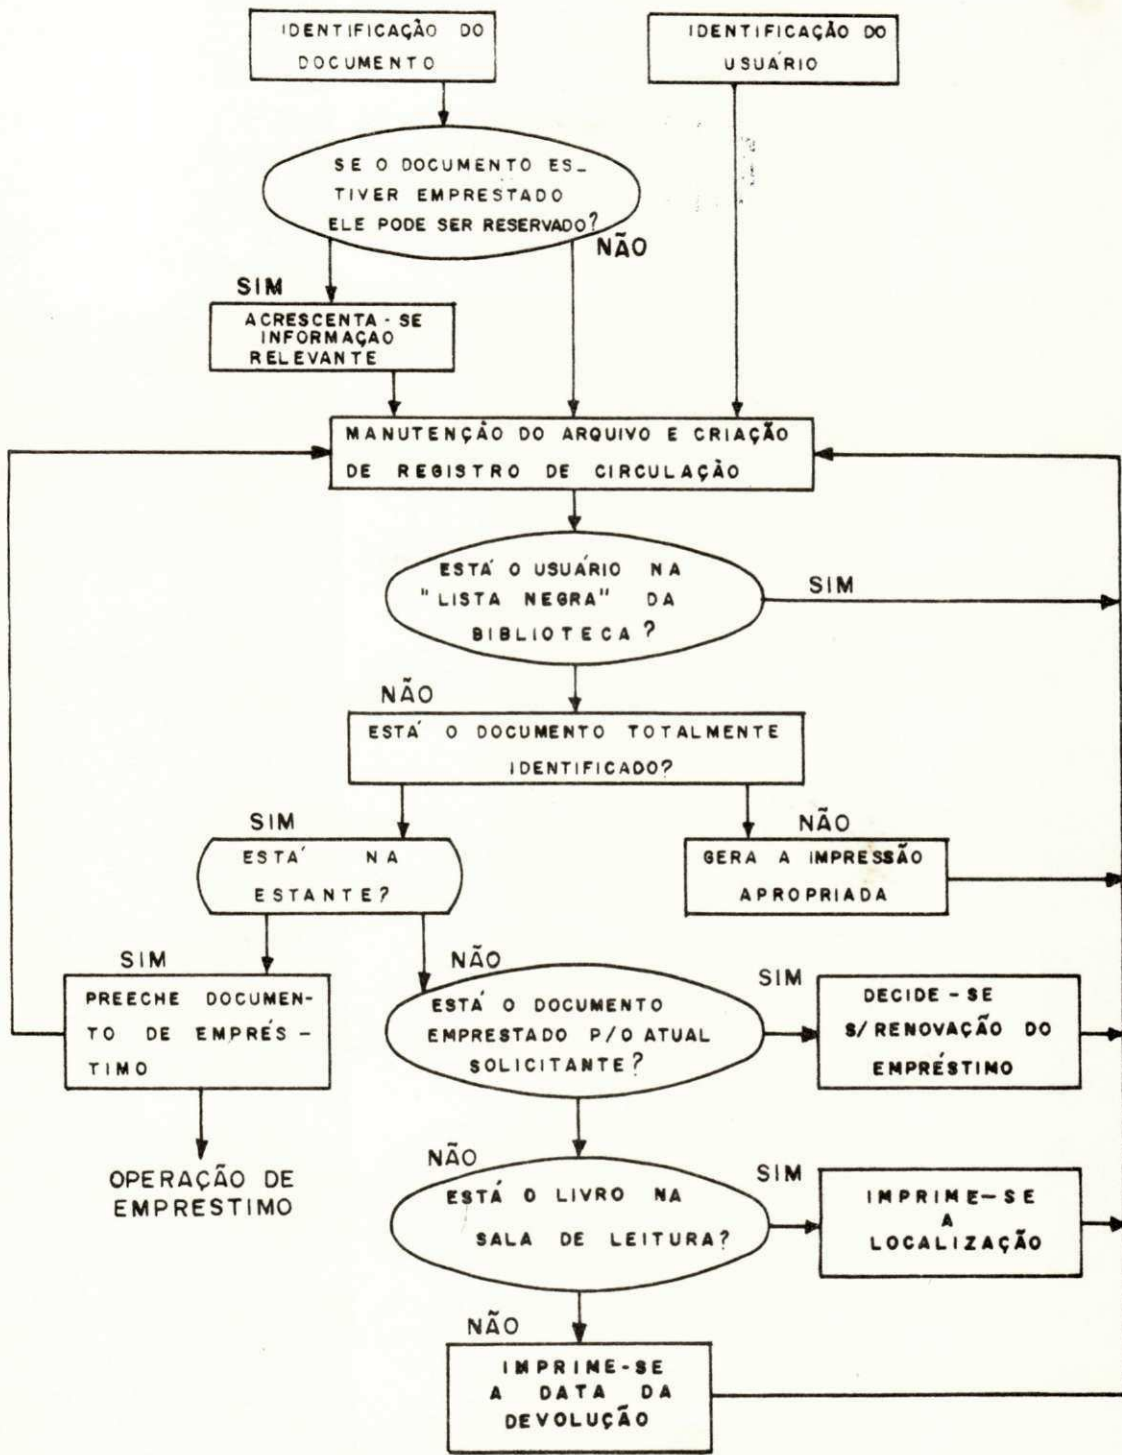 IDENTIFICAÇÃO DO
DOCUMENTO
IDENTIFICAÇÃO DO
USUÁRIO
SE O DOCUMENTO ES_
TIVER EMPRESTADO
ELE PODE SER RESERVADO?
NÃO
SIM
ACRESCENTA-SE
INFORMAÇAO
RELEVANTE
MANUTENÇÃO DO ARQUIVO E CRIAÇÃO
DE REGISTRO DE CIRCULAÇÃO
ESTÁ O USUÁRIO NA
"LISTA NEGRA" DA
BIBLIOTECA?
SIM
NÃO
ESTÁ O DOCUMENTO TOTALMENTE
IDENTIFICADO?
SIM
NÃO
ESTÁ NA
ESTANTE?
GERA A IMPRESSÃO
APROPRIADA
SIM
NÃO
PREECHE DOCUMEN-
TO DE EMPRÉS-
TIMO
ESTÁ O DOCUMENTO
EMPRESTADO P/O ATUAL
SOLICITANTE?
SIM
DECIDE-SE
S/RENOVAÇÃO DO
EMPRÉSTIMO
OPERAÇÃO DE
EMPRESTIMO
NÃO
ESTÁ O LIVRO NA
SALA DE LEITURA?
SIM
IMPRIME-SE
A
LOCALIZAÇÃO
NÃO
IMPRIME-SE
A DATA DA
DEVOLUÇÃO